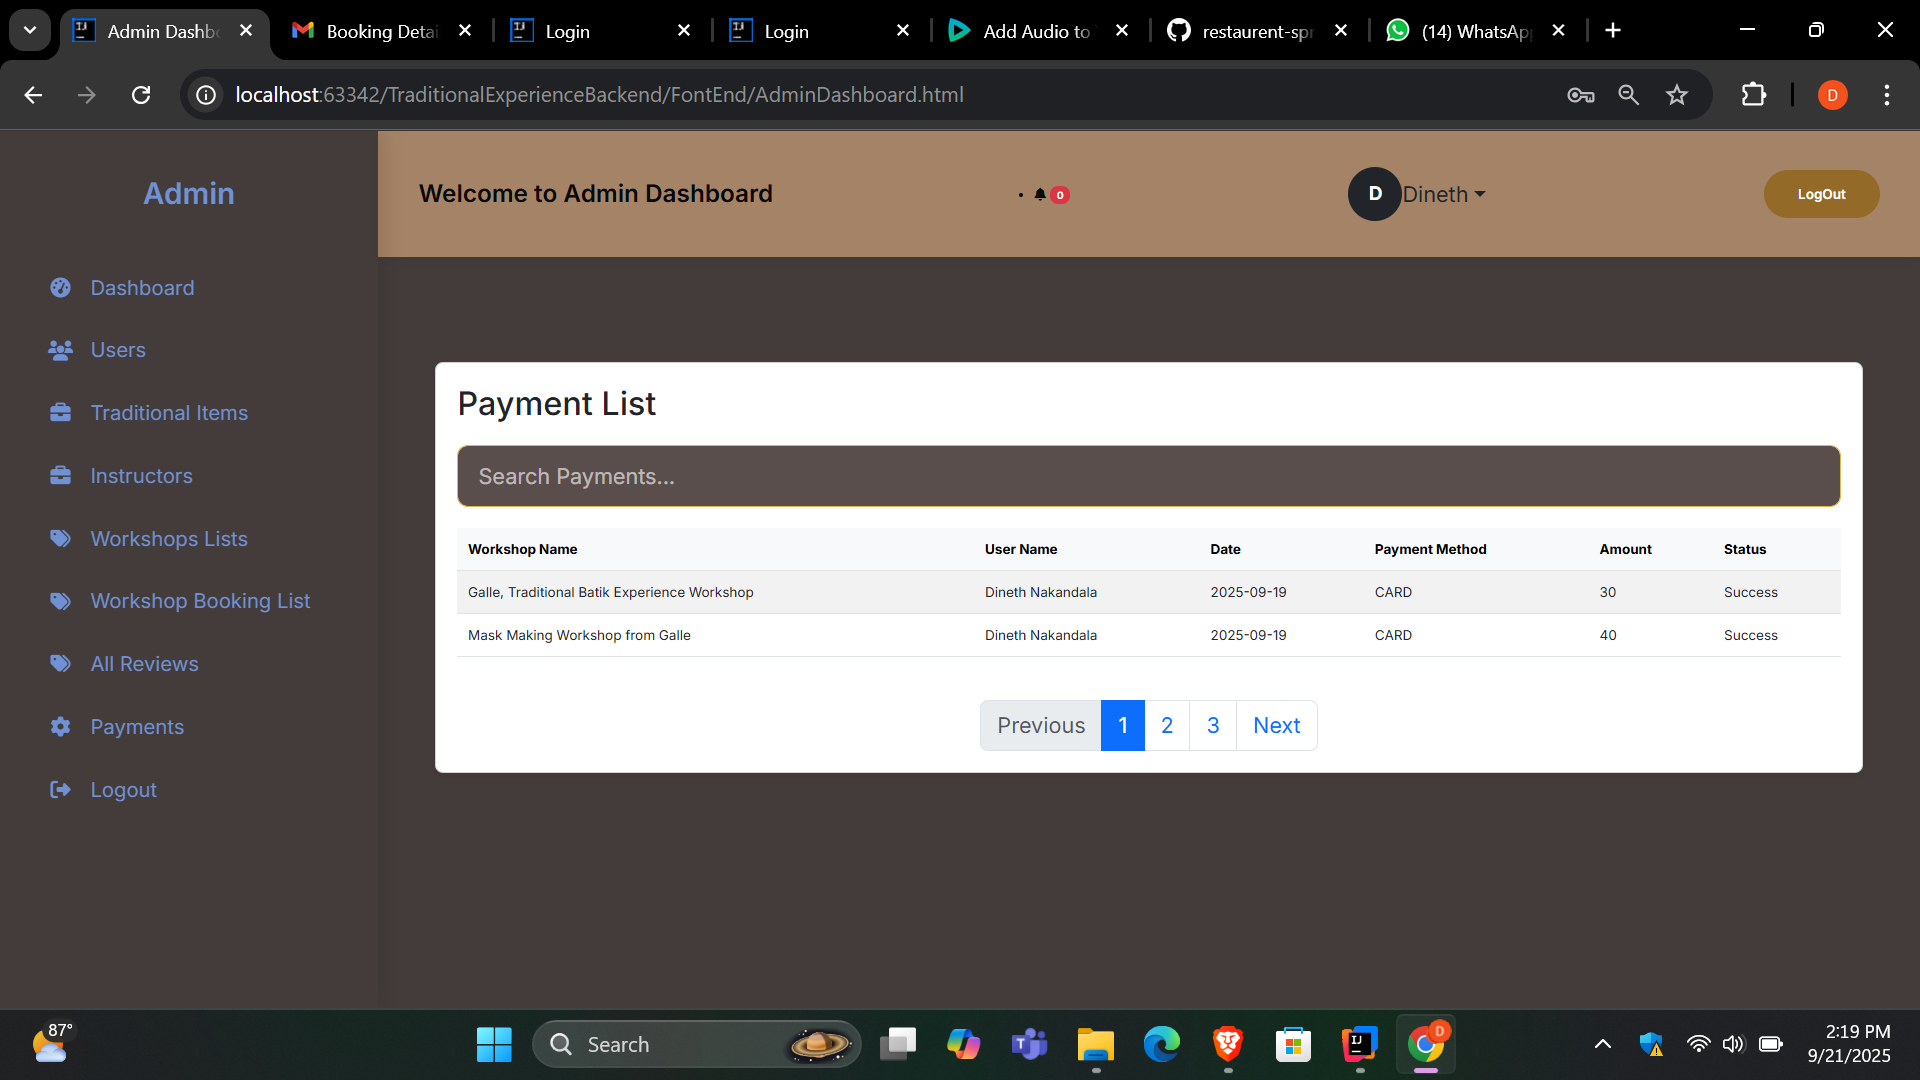 Admin Dashbo
Booking Detai
Login
Login
Add Audio to
restaurent-spr
(14) WhatsApp
localhost:63342/TraditionalExperienceBackend/FontEnd/AdminDashboard.html
D
Admin
Welcome to Admin Dashboard
0
D
Dineth
LogOut
Dashboard
Users
Traditional Items
Instructors
Workshops Lists
Workshop Booking List
All Reviews
Payments
Logout
Payment List
Search Payments...
Workshop Name User Name Date Payment Method Amount Status
Galle, Traditional Batik Experience Workshop Dineth Nakandala 2025-09-19 CARD 30 Success
Mask Making Workshop from Galle Dineth Nakandala 2025-09-19 CARD 40 Success
Previous 1 2 3 Next
87°
Search
D
2:19 PM
9/21/2025